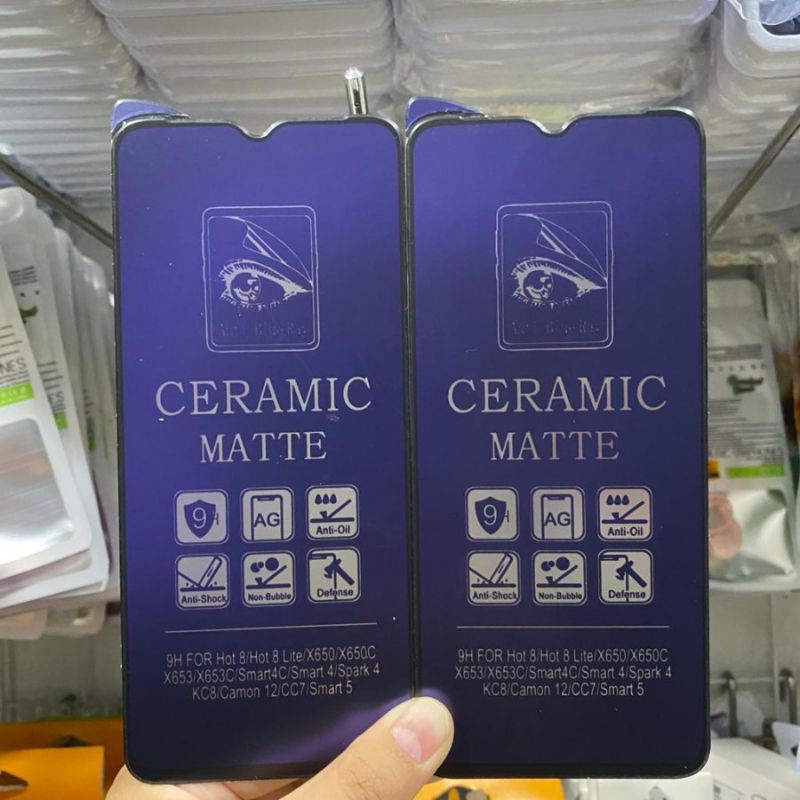 CERAMIC
MATTE
9H
AG
Anti-Oil
Anti-Shock
Non-Bubble
Defense
9H FOR Hot 8/Hot 8 Lite/X650/X650C
X653/X653C/Smart4C/Smart 4/Spark 4
KC8/Camon 12/CC7/Smart 5
CERAMIC
MATTE
9H
AG
Anti-Oil
Anti-Shock
Non-Bubble
Defense
9H FOR Hot 8/Hot 8 Lite/X650/X650C
X653/X653C/Smart4C/Smart 4/Spark 4
KC8/Camon 12/CC7/Smart 5